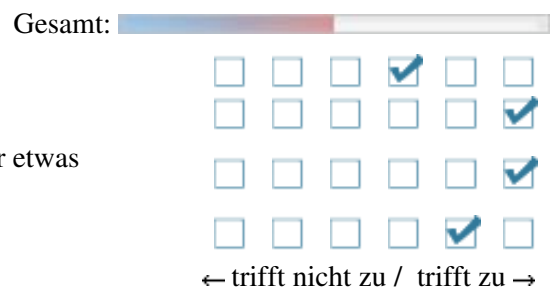 Gesamt:
r etwas
← trifft nicht zu / trifft zu →